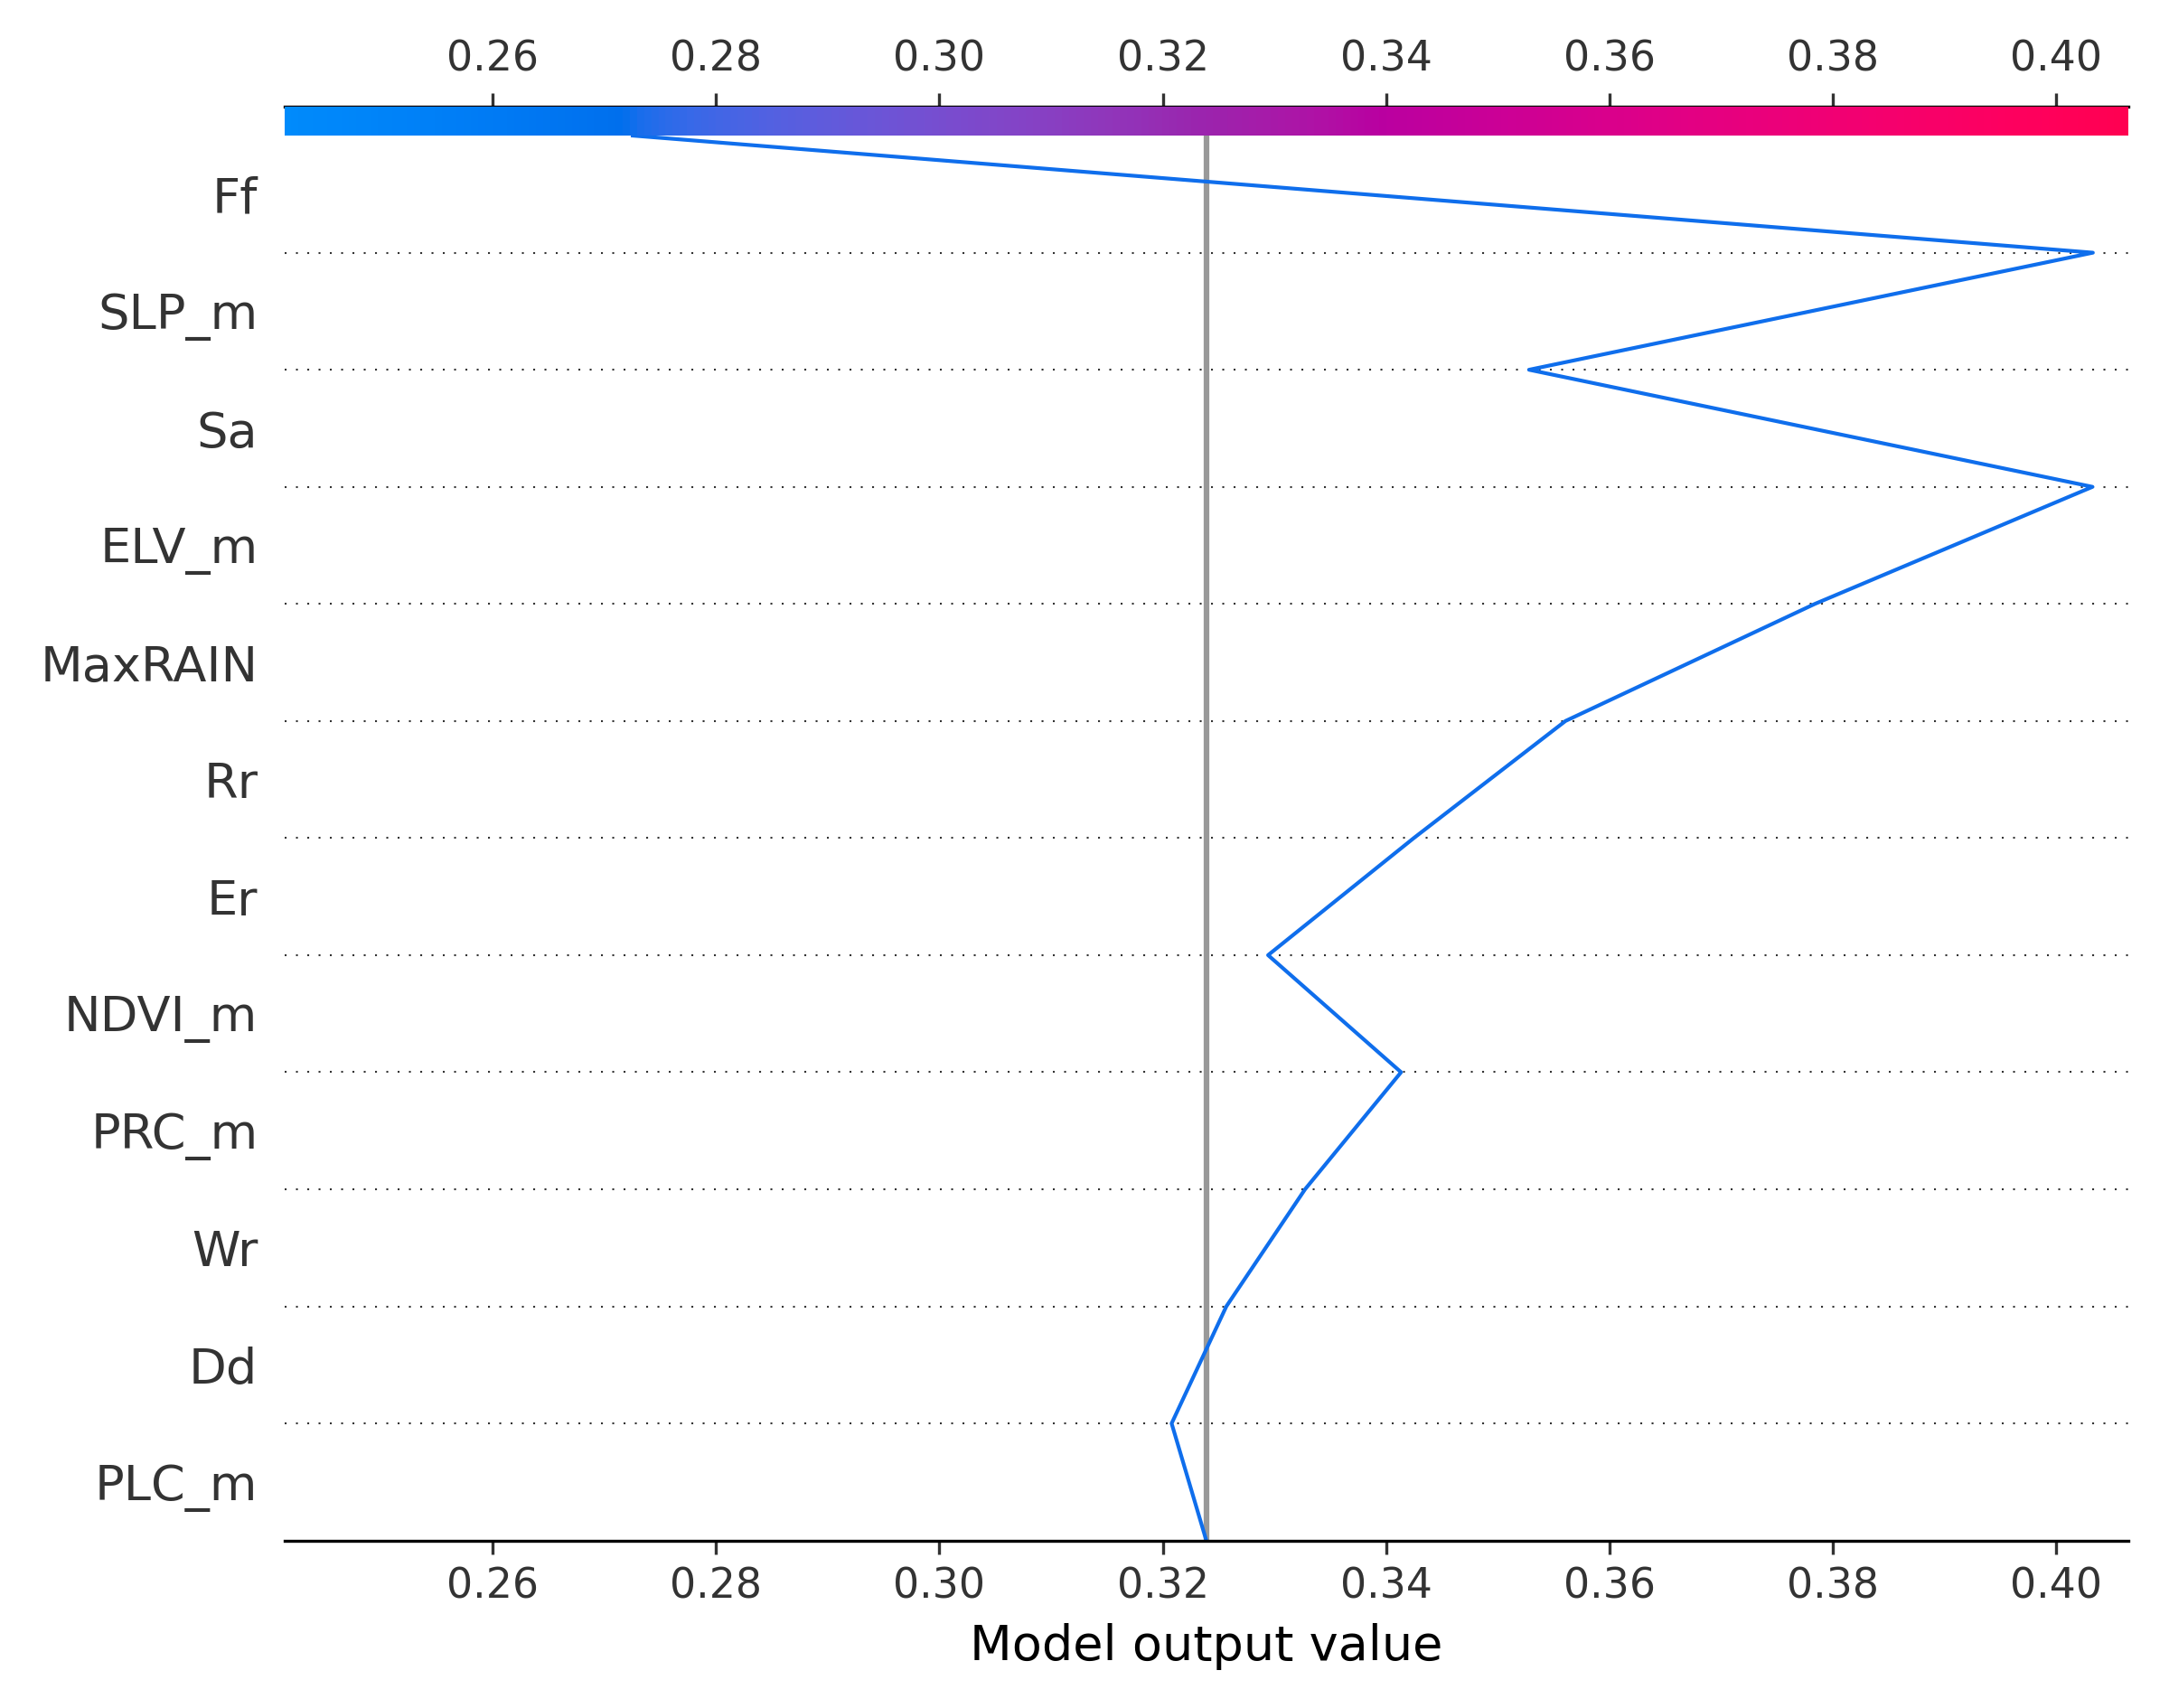 0.26 0.28 0.30 0.32 0.34 0.36 0.38 0.40
Ff
SLP_m
Sa
ELV_m
MaxRAIN
Rr
Er
NDVI_m
PRC_m
Wr
Dd
PLC_m
0.26 0.28 0.30 0.32 0.34 0.36 0.38 0.40
Model output value